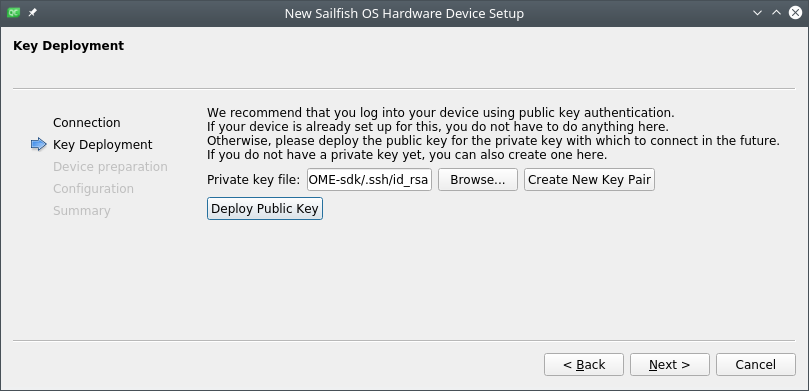 QC
New Sailfish OS Hardware Device Setup
Key Deployment
Connection
Key Deployment
Device preparation
Configuration
Summary
We recommend that you log into your device using public key authentication.
If your device is already set up for this, you do not have to do anything here.
Otherwise, please deploy the public key for the private key with which to connect in the future.
If you do not have a private key yet, you can also create one here.
Private key file: OME-sdk/.ssh/id_rsa Browse... Create New Key Pair
Deploy Public Key
< Back Next > Cancel